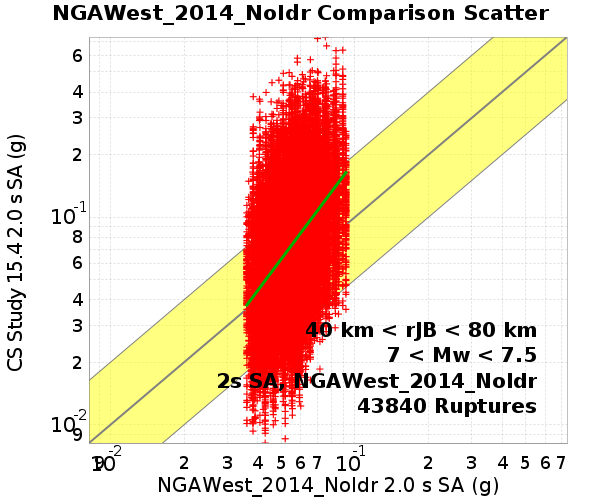 NGAWest_2014_NoIdr Comparison Scatter
CS Study 15.4 2.0 s SA (g)
6
4
3
2
10-1
8
6
4
3
2
10-2
9
40 km < rJB < 80 km
7 < Mw < 7.5
2s SA, NGAWest_2014_NoIdr
43840 Ruptures
9 10-2 2 3 4 5 6 7 10-1 2 3 4 5 6 7
NGAWest_2014_NoIdr 2.0 s SA (g)